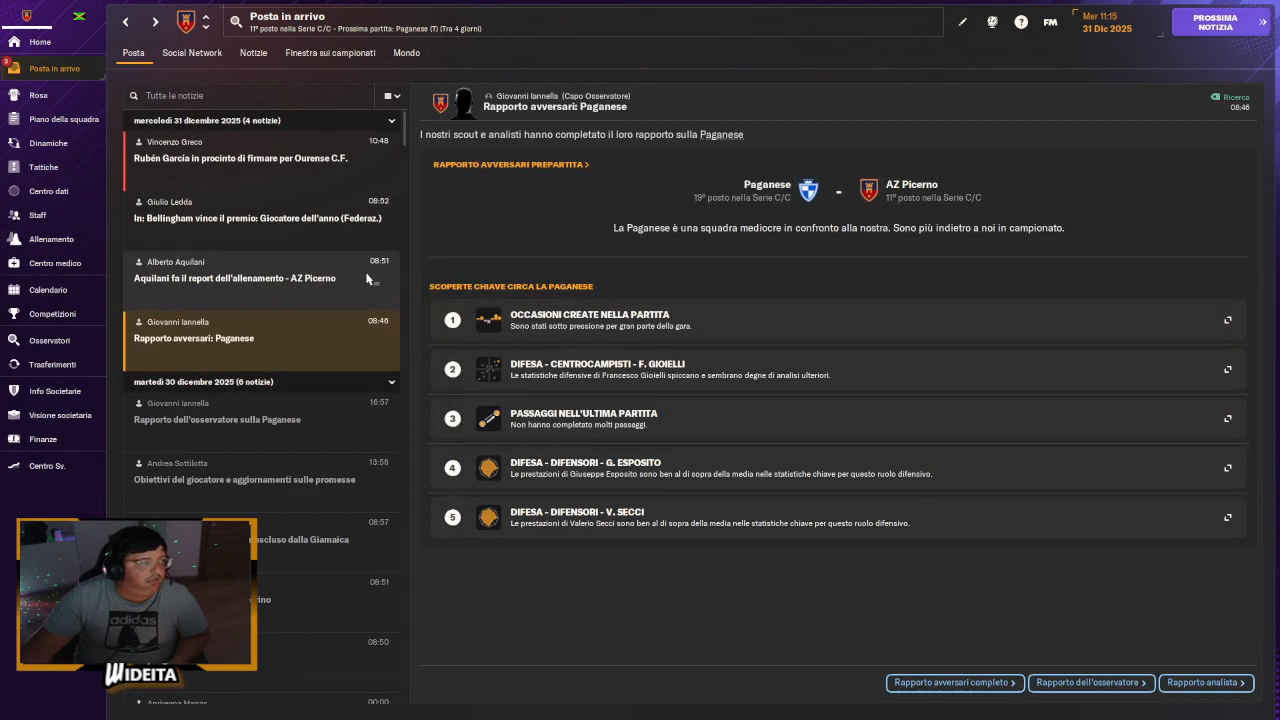 Posta in arrivo
11° posto nella Serie C/C - Prossima partita: Paganese (T) (Tra 4 giorni)
FM
Mer 11:15
31 Dic 2025
PROSSIMA
NOTIZIA
Home
3
Posta in arrivo
Rosa
Piano della squadra
Dinamiche
Tattiche
Centro dati
Staff
Allenamento
Centro medico
Calendario
Competizioni
Osservatori
Trasferimenti
Info Societarie
Visione societaria
Finanze
Centro Sv.
Posta
Social Network
Notizie
Finestra sui campionati
Mondo
Tutte le notizie
mercoledì 31 dicembre 2025 (4 notizie)
Vincenzo Greco
10:48
Rubén García in procinto di firmare per Ourense C.F.
Giulio Ledda
08:52
In: Bellingham vince il premio: Giocatore dell'anno (Federaz.)
Alberto Aquilani
08:51
Aquilani fa il report dell'allenamento - AZ Picerno
Giovanni Iannella
08:46
Rapporto avversari: Paganese
martedì 30 dicembre 2025 (6 notizie)
Giovanni Iannella
16:57
Rapporto dell'osservatore sulla Paganese
Andrea Sottilotta
13:58
Obiettivi del giocatore e aggiornamenti sulle promesse
08:57
escluso dalla Giamaica
08:51
rino
08:50
00:00
adidas
WIDEITA
Giovanni Iannella (Capo Osservatore)
Rapporto avversari: Paganese
Ricerca
08:46
I nostri scout e analisti hanno completato il loro rapporto sulla Paganese
RAPPORTO AVVERSARI PREPARTITA
Paganese
19° posto nella Serie C/C
-
AZ Picerno
11° posto nella Serie C/C
La Paganese è una squadra mediocre in confronto alla nostra. Sono più indietro a noi in campionato.
SCOPERTE CHIAVE CIRCA LA PAGANESE
1
OCCASIONI CREATE NELLA PARTITA
Sono stati sotto pressione per gran parte della gara.
2
DIFESA - CENTROCAMPISTI - F. GIOIELLI
Le statistiche difensive di Francesco Gioielli spiccano e sembrano degne di analisi ulteriori.
3
PASSAGGI NELL'ULTIMA PARTITA
Non hanno completato molti passaggi.
4
DIFESA - DIFENSORI - G. ESPOSITO
Le prestazioni di Giuseppe Esposito sono ben al di sopra della media nelle statistiche chiave per questo ruolo difensivo.
5
DIFESA - DIFENSORI - V. SECCI
Le prestazioni di Valerio Secci sono ben al di sopra della media nelle statistiche chiave per questo ruolo difensivo.
Rapporto avversari completo
Rapporto dell'osservatore
Rapporto analista